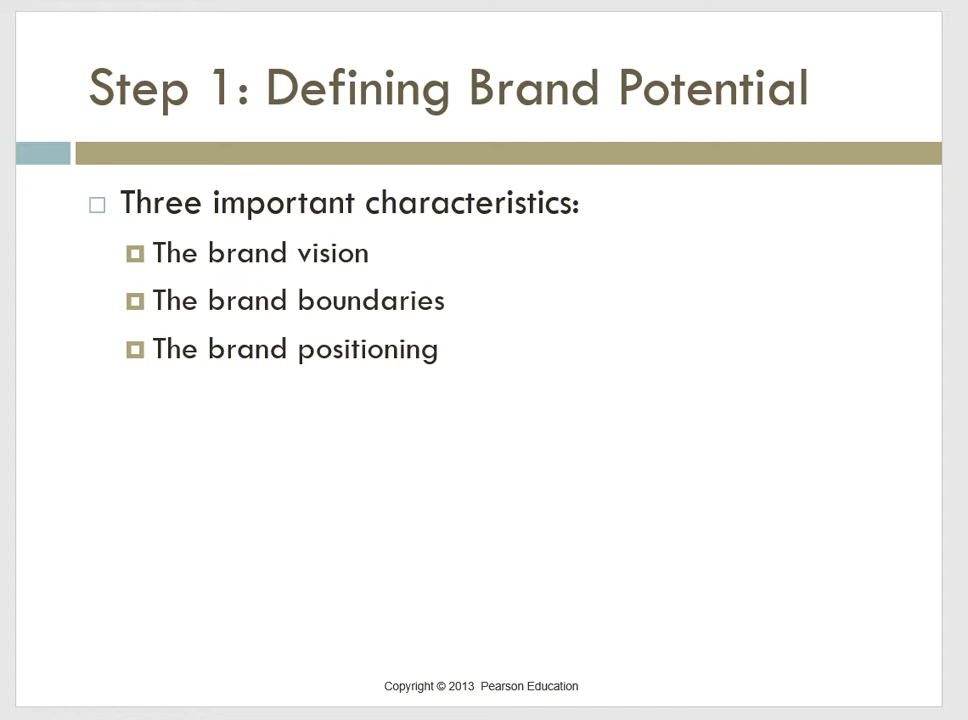 Step 1: Defining Brand Potential
Three important characteristics:
The brand vision
The brand boundaries
The brand positioning
Copyright © 2013 Pearson Education